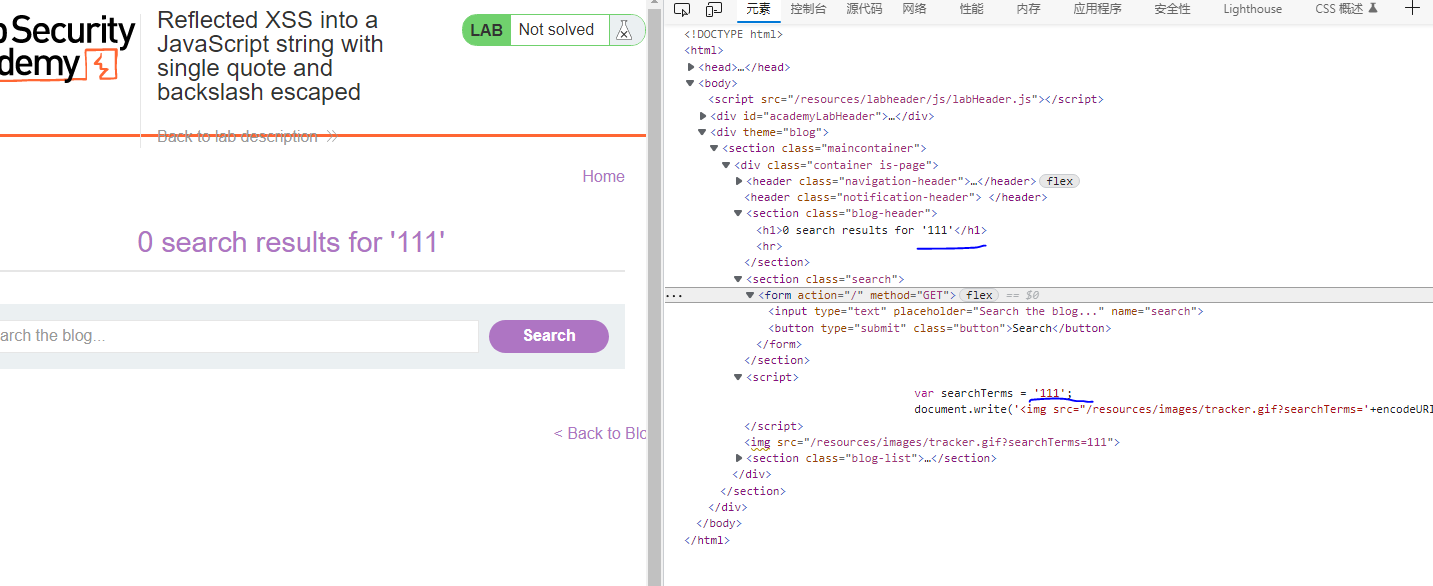 Security
demy
Reflected XSS into a
JavaScript string with
single quote and
backslash escaped
Back to lab description
LAB Not solved
Home
0 search results for '111'
arch the blog...
Search
< Back to Blo
元素 控制台 源代码 网络 性能 内存 应用程序 安全性 Lighthouse CSS 概述
<!DOCTYPE html>
<html>
<head>…</head>
<body>
<script src="/resources/labheader/js/labHeader.js"></script>
<div id="academyLabHeader">…</div>
<div theme="blog">
<section class="maincontainer">
<div class="container is-page">
<header class="navigation-header">…</header> flex
<header class="notification-header"> </header>
<section class="blog-header">
<h1>0 search results for '111'</h1>
<hr>
</section>
<section class="search">
<form action="/" method="GET"> flex == $0
<input type="text" placeholder="Search the blog..." name="search">
<button type="submit" class="button">Search</button>
</form>
</section>
<script>
var searchTerms = '111';
document.write('<img src="/resources/images/tracker.gif?searchTerms='+encodeURI
</script>
<img src="/resources/images/tracker.gif?searchTerms=111">
<section class="blog-list">…</section>
</div>
</section>
</div>
</body>
</html>